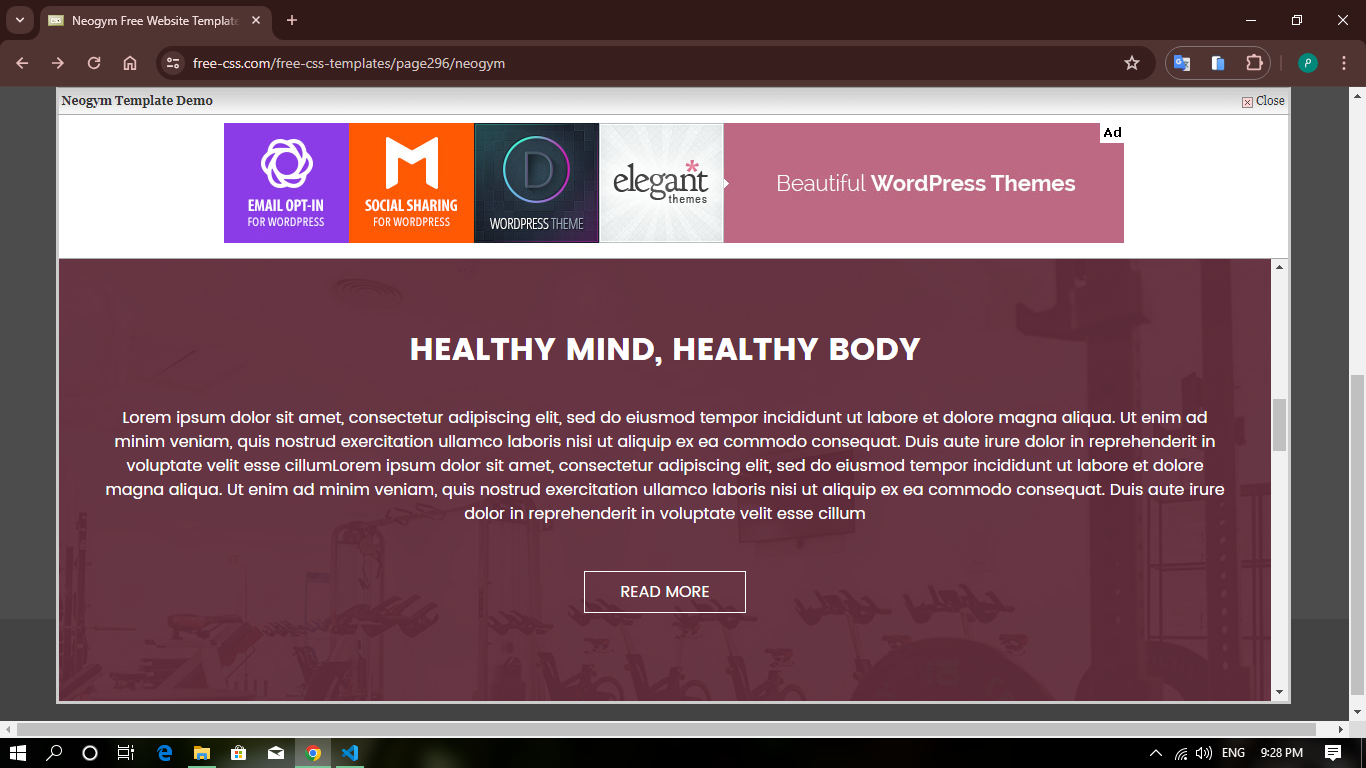 Neogym Free Website Template
free-css.com/free-css-templates/page296/neogym
Neogym Template Demo
Close
Ad
EMAIL OPT-IN
FOR WORDPRESS
M
SOCIAL SHARING
FOR WORDPRESS
D
WORDPRESS THEME
elegant*
themes
Beautiful WordPress Themes
HEALTHY MIND, HEALTHY BODY
Lorem ipsum dolor sit amet, consectetur adipiscing elit, sed do eiusmod tempor incididunt ut labore et dolore magna aliqua. Ut enim ad
minim veniam, quis nostrud exercitation ullamco laboris nisi ut aliquip ex ea commodo consequat. Duis aute irure dolor in reprehenderit in
voluptate velit esse cillumLorem ipsum dolor sit amet, consectetur adipiscing elit, sed do eiusmod tempor incididunt ut labore et dolore
magna aliqua. Ut enim ad minim veniam, quis nostrud exercitation ullamco laboris nisi ut aliquip ex ea commodo consequat. Duis aute irure
dolor in reprehenderit in voluptate velit esse cillum
READ MORE
ENG
9:28 PM